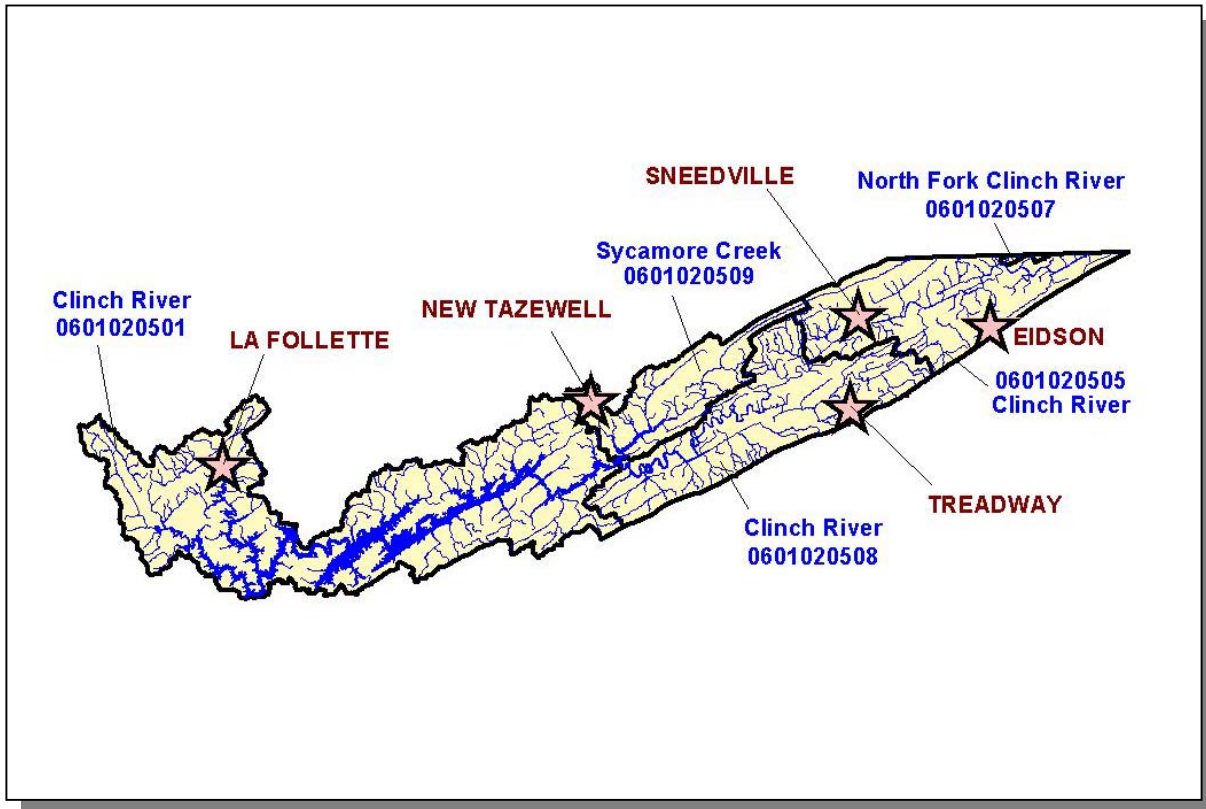 SNEEDVILLE
North Fork Clinch River
0601020507
Sycamore Creek
0601020509
Clinch River
0601020501
NEW TAZEWELL
LA FOLLETTE
EIDSON
0601020505
Clinch River
TREADWAY
Clinch River
0601020508